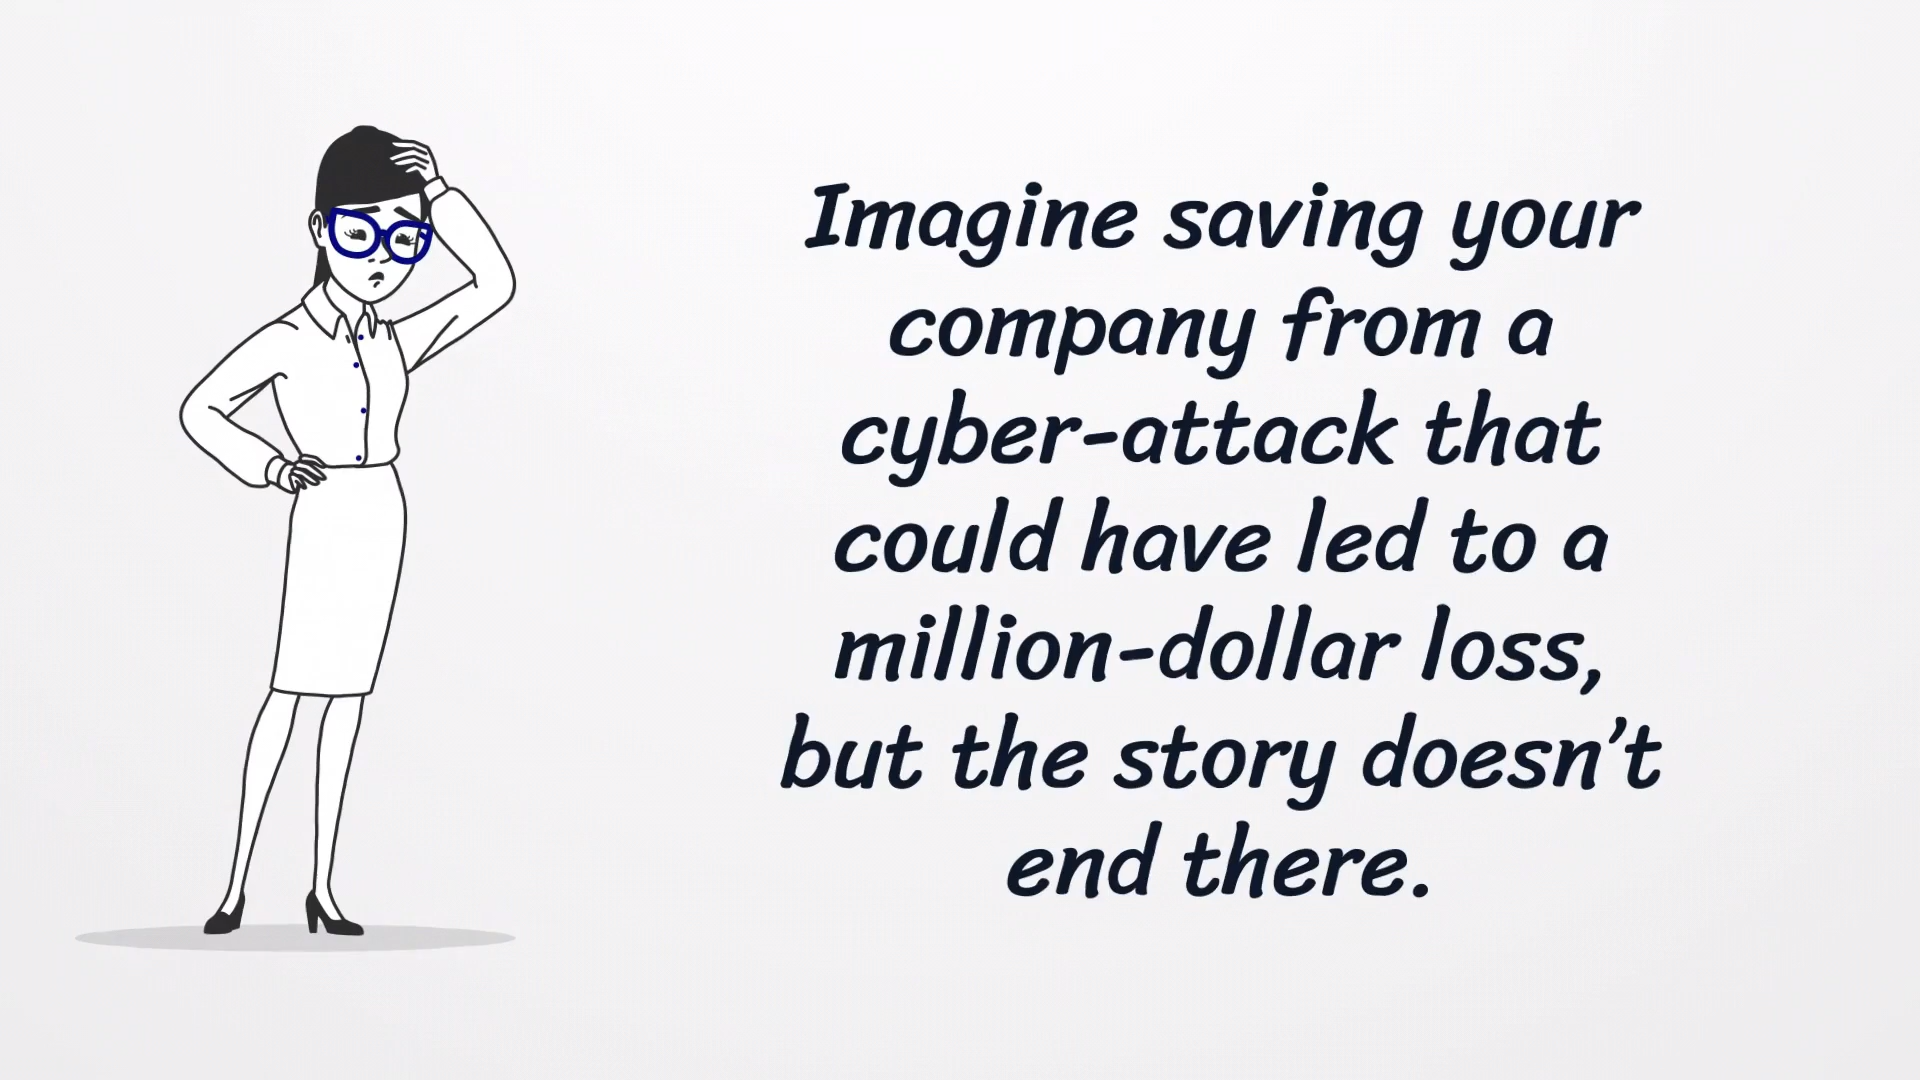 Imagine saving your
company from a
cyber-attack that
could have led to a
million-dollar loss,
but the story doesn’t
end there.